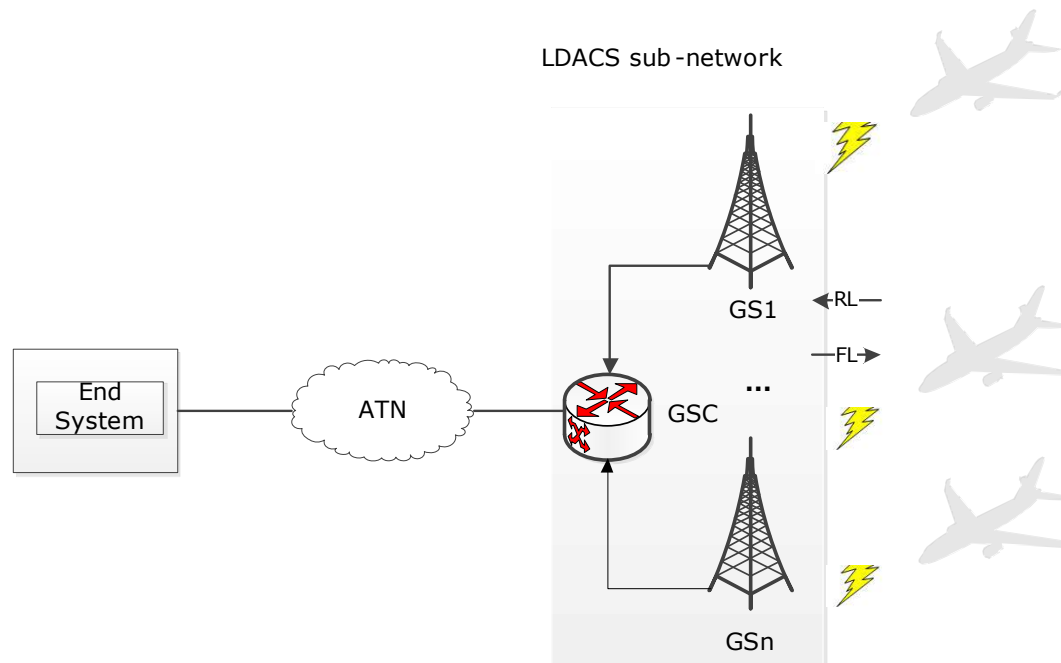 LDACS sub-network
GS1
RL
FL
...
End
System
ATN
GSC
GSn